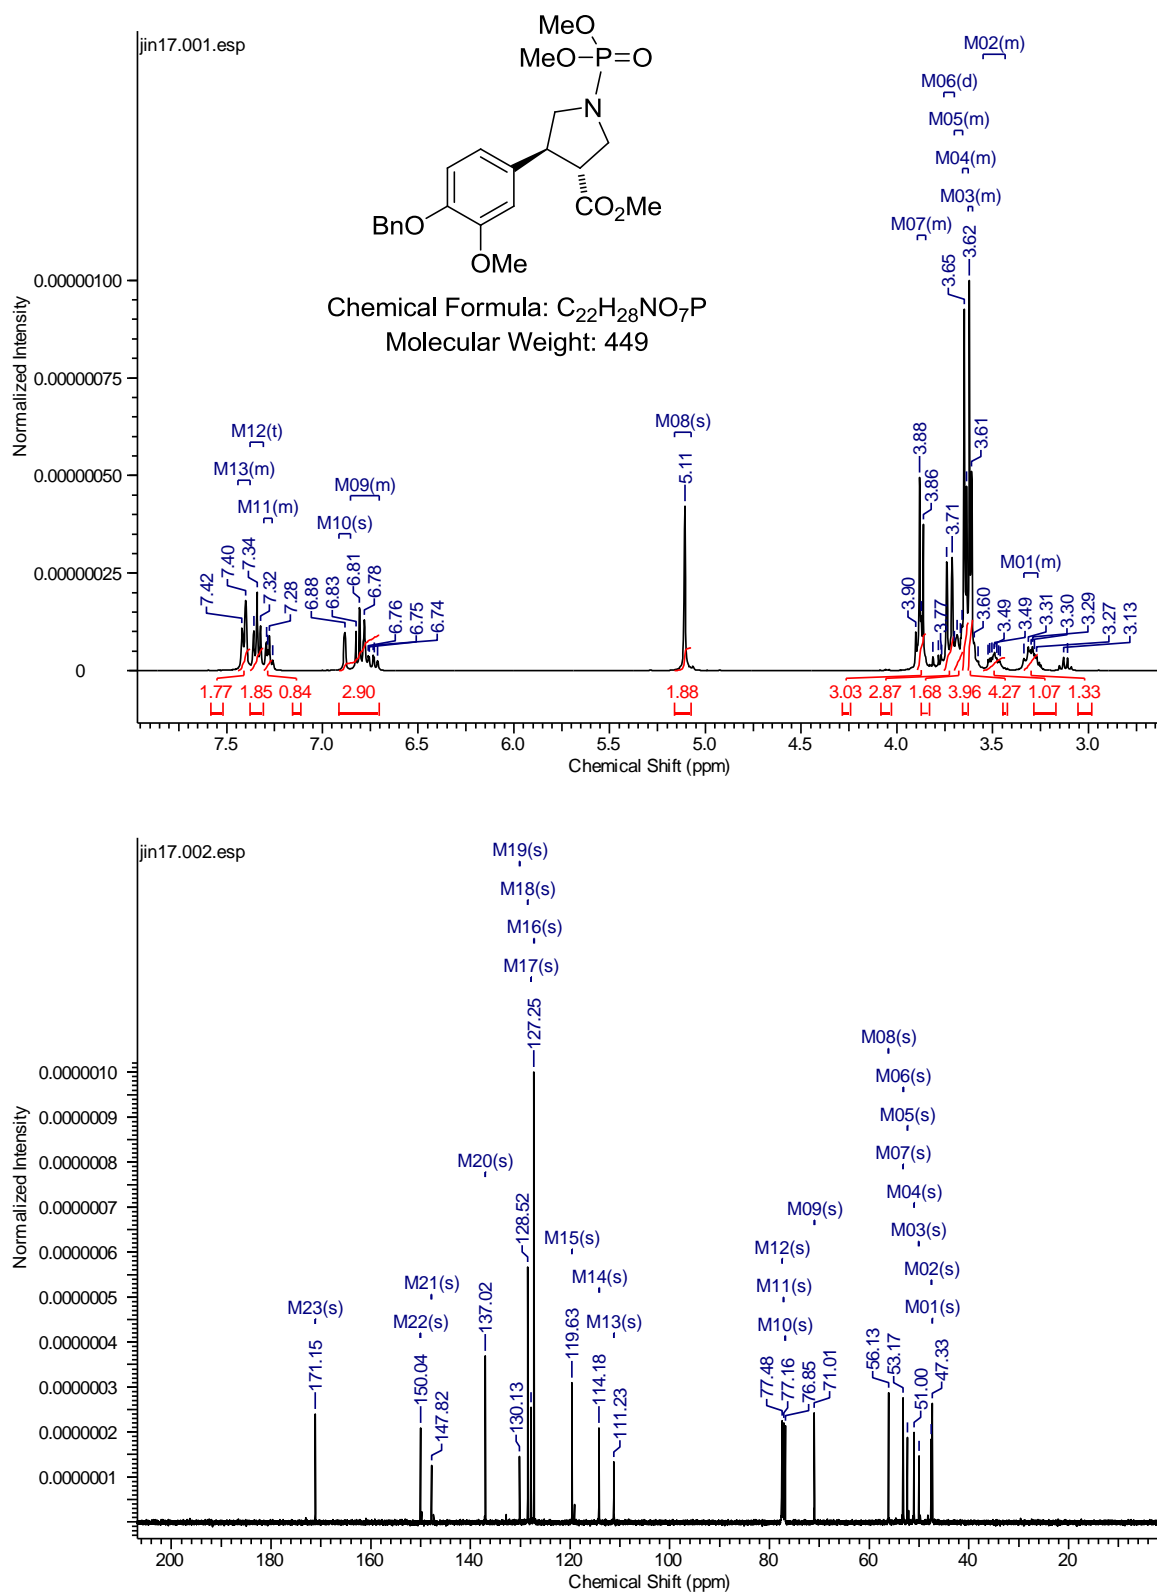 jin17.001.esp
MeO
MeO–P=O
N
CO2Me
BnO
OMe
Chemical Formula: C22H28NO7P
Molecular Weight: 449
M02(m)
M06(d)
M05(m)
M04(m)
M03(m)
M07(m)
M12(t)
M13(m)
M11(m)
M10(s)
M09(m)
M08(s)
M01(m)
7.42
7.40
7.34
7.32
7.28
6.88
6.83
6.81
6.78
6.76
6.75
6.74
5.11
3.90
3.88
3.86
3.77
3.71
3.65
3.62
3.61
3.60
3.49
3.49
3.31
3.30
3.29
3.27
3.13
Normalized Intensity
0.00000100
0.00000075
0.00000050
0.00000025
0
1.77 1.85 0.84 2.90 1.88 3.03 2.87 1.68 3.96 4.27 1.07 1.33
7.5 7.0 6.5 6.0 5.5 5.0 4.5 4.0 3.5 3.0
Chemical Shift (ppm)
jin17.002.esp
M19(s)
M18(s)
M16(s)
M17(s)
M20(s)
M15(s)
M14(s)
M13(s)
M21(s)
M22(s)
M23(s)
M12(s)
M11(s)
M10(s)
M09(s)
M08(s)
M06(s)
M05(s)
M07(s)
M04(s)
M03(s)
M02(s)
M01(s)
171.15
150.04
147.82
137.02
130.13
128.52
127.25
119.63
114.18
111.23
77.48
77.16
76.85
71.01
56.13
53.17
51.00
47.33
Normalized Intensity
0.0000010
0.0000009
0.0000008
0.0000007
0.0000006
0.0000005
0.0000004
0.0000003
0.0000002
0.0000001
200 180 160 140 120 100 80 60 40 20
Chemical Shift (ppm)